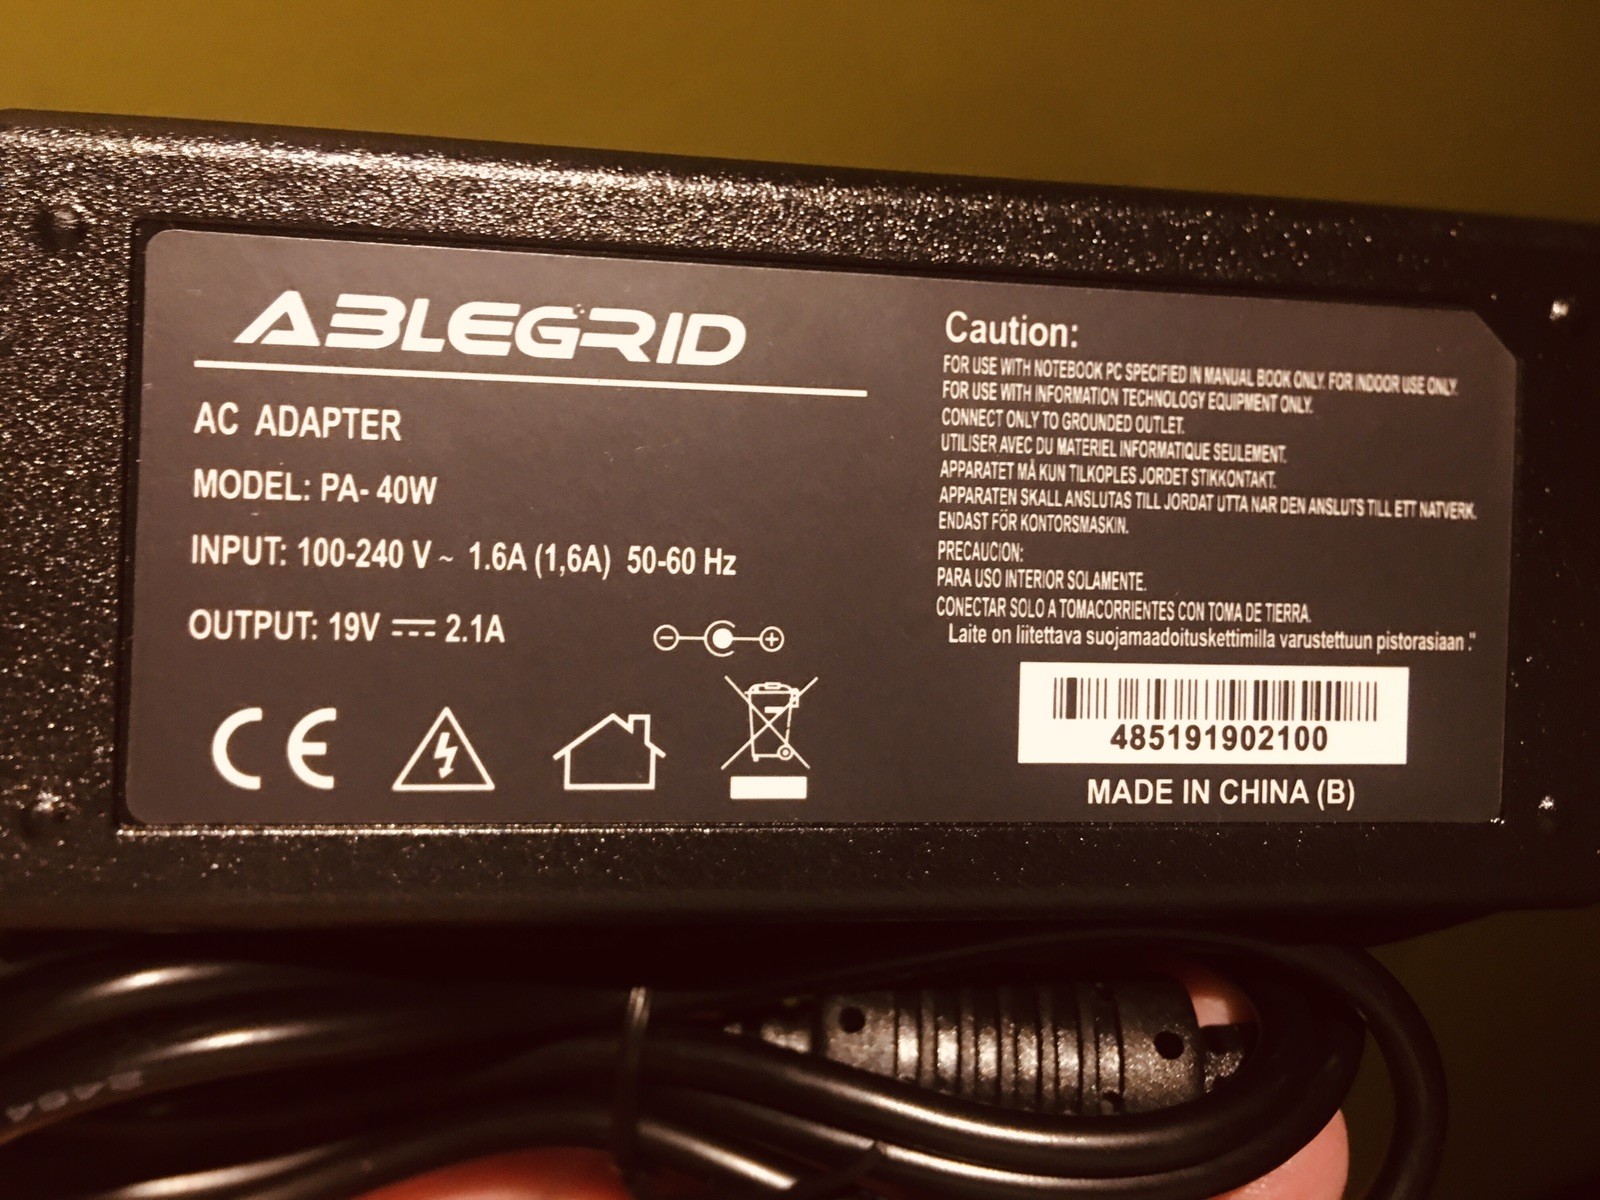 ABLEGRID
AC ADAPTER
MODEL: PA- 40W
INPUT: 100-240 V ~ 1.6A (1,6A) 50-60 Hz
OUTPUT: 19V 2.1A
CE
Caution:
FOR USE WITH NOTEBOOK PC SPECIFIED IN MANUAL BOOK ONLY. FOR INDOOR USE ONLY.
FOR USE WITH INFORMATION TECHNOLOGY EQUIPMENT ONLY.
CONNECT ONLY TO GROUNDED OUTLET.
UTILISER AVEC DU MATERIEL INFORMATIQUE SEULEMENT.
APPARATET MÅ KUN TILKOPLES JORDET STIKKONTAKT.
APPARATEN SKALL ANSLUTAS TILL JORDAT UTTA NAR DEN ANSLUTS TILL ETT NATVERK.
ENDAST FÖR KONTORSMASKIN.
PRECAUCION:
PARA USO INTERIOR SOLAMENTE.
CONECTAR SOLO A TOMACORRIENTES CON TOMA DE TIERRA.
Laite on liitettava suojamaadoituskettimilla varustettuun pistorasiaan ."
485191902100
MADE IN CHINA (B)